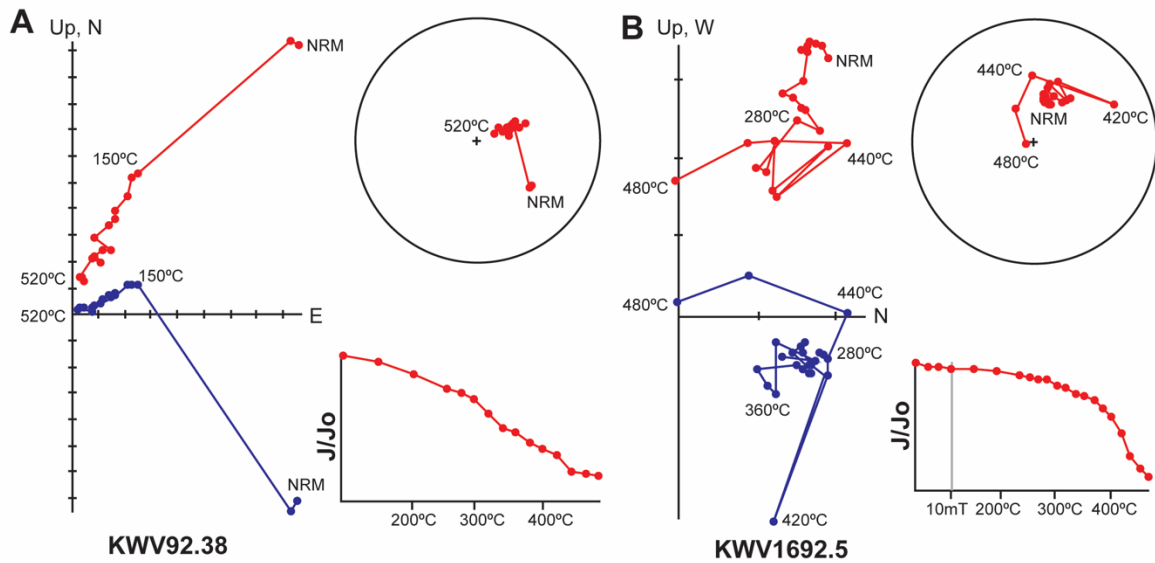 A
Up, N
NRM
150ºC
520ºC
150ºC
520ºC
E
NRM
520ºC
NRM
J/Jo
200ºC 300ºC 400ºC
KWV92.38
B
Up, W
NRM
280ºC
440ºC
480ºC
440ºC
480ºC
N
280ºC
360ºC
420ºC
440ºC
420ºC
NRM
480ºC
J/Jo
10mT 200ºC 300ºC 400ºC
KWV1692.5